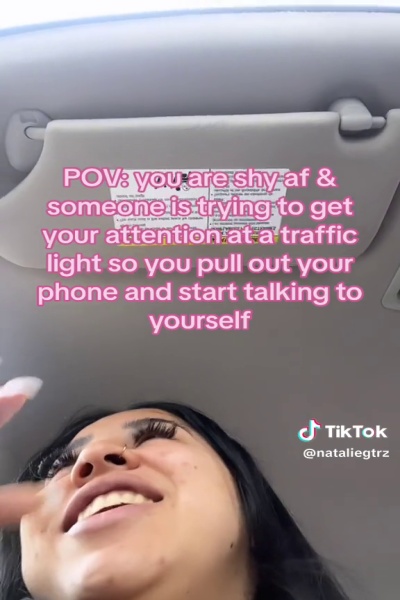 POV: you are shy af &
someone is trying to get
your attention at a traffic
light so you pull out your
phone and start talking to
yourself
TikTok
@nataliegtrz